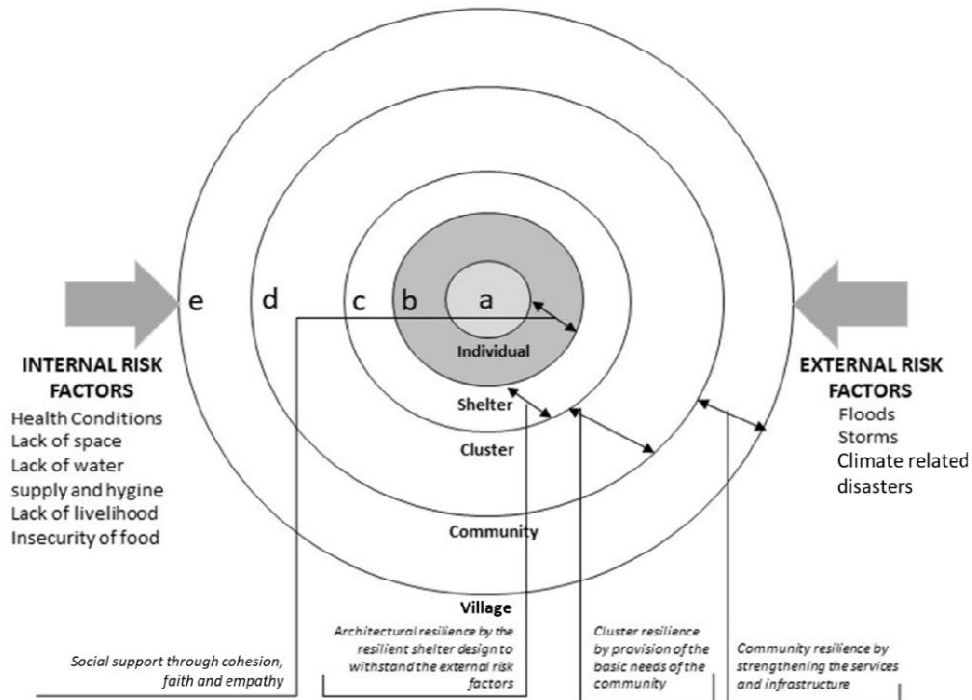 e
d
c
b
a
Individual
Shelter
Cluster
Community
Village
INTERNAL RISK
FACTORS
Health Conditions
Lack of space
Lack of water
supply and hygine
Lack of livelihood
Insecurity of food
EXTERNAL RISK
FACTORS
Floods
Storms
Climate related
disasters
Social support through cohesion,
faith and empathy
Architectural resilience by the
resilient shelter design to
withstand the external risk
factors
Cluster resilience
by provision of the
basic needs of the
community
Community resilience by
strengthening the services
and infrastructure